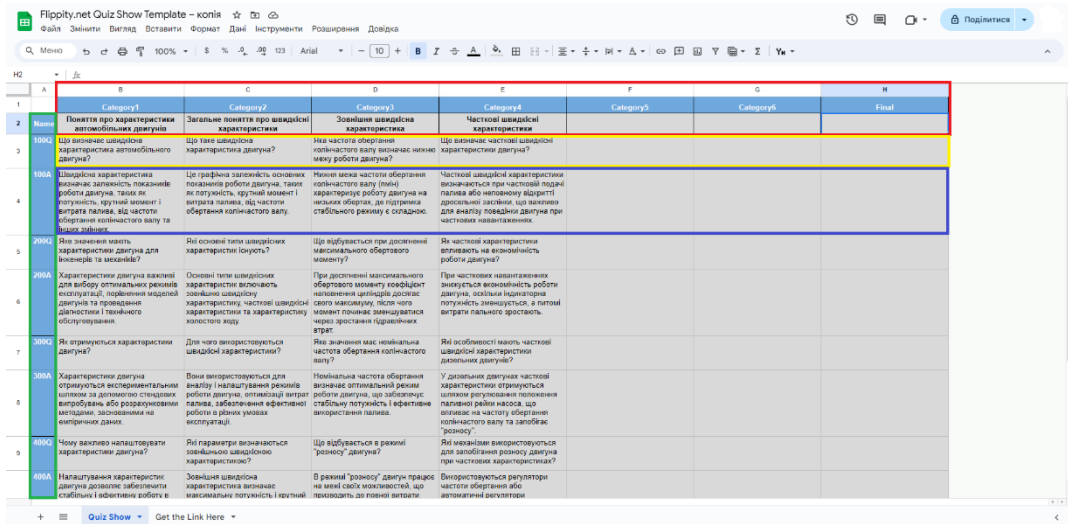 Flippity.net Quiz Show Template – копія
Файл Змінити Вигляд Вставити Формат Дані Інструменти Розширення Довідка
Поділитися
Меню 100% $ % .0 .00 123 Arial 10 B I A
H2 fx
A B C D E F G H
1 Category1 Category2 Category3 Category4 Category5 Category6 Final
2 Name
Поняття про характеристики
автомобільних двигунів
Загальне поняття про швидкісні
характеристики
Зовнішня швидкісна
характеристика
Часткові швидкісні
характеристики
3 100Q
Що визначає швидкісна
характеристика автомобільного
двигуна?
Що таке швидкісна
характеристика двигуна?
Яка частота обертання
колінчастого валу визначає нижню
межу роботи двигуна?
Що визначає часткові швидкісні
характеристики двигуна?
4 100A
Швидкісна характеристика
визначає залежність показників
роботи двигуна, таких як
потужність, крутний момент і
витрата палива, від частоти
обертання колінчастого валу та
інших змінних.
Це графічна залежність основних
показників роботи двигуна, таких
як потужність, крутний момент і
витрата палива, від частоти
обертання колінчастого валу.
Нижня межа частоти обертання
колінчастого валу (nмін)
характеризує роботу двигуна на
низьких обертах, де підтримка
стабільного режиму є складною.
Часткові швидкісні характеристики
визначаються при частковій подачі
палива або неповному відкритті
дросельної заслінки, що важливо
для аналізу поведінки двигуна при
часткових навантаженнях.
5 200Q
Яке значення мають
характеристики двигуна для
інженерів та механіків?
Які основні типи швидкісних
характеристик існують?
Що відбувається при досягненні
максимального обертового
моменту?
Як часткові характеристики
впливають на економічність
роботи двигуна?
6 200A
Характеристики двигуна важливі
для вибору оптимальних режимів
експлуатації, порівняння моделей
двигунів та проведення
діагностики і технічного
обслуговування.
Основні типи швидкісних
характеристик включають
зовнішню швидкісну
характеристику, часткові швидкісні
характеристики та характеристику
холостого ходу.
При досягненні максимального
обертового моменту коефіцієнт
наповнення циліндрів досягає
свого максимуму, після чого
момент починає зменшуватися
через зростання гідравлічних
втрат.
При часткових навантаженнях
знижується економічність роботи
двигуна, оскільки індикаторна
потужність зменшується, а питомі
витрати пального зростають.
7 300Q
Як отримуються характеристики
двигуна?
Для чого використовуються
швидкісні характеристики?
Яке значення має номінальна
частота обертання колінчастого
валу?
Які особливості мають часткові
швидкісні характеристики
дизельних двигунів?
8 300A
Характеристики двигуна
отримуються експериментальним
шляхом за допомогою стендових
випробувань або розрахунковими
методами, заснованими на
емпіричних даних.
Вони використовуються для
аналізу і налаштування режимів
роботи двигуна, оптимізації витрат
палива, забезпечення ефективної
роботи в різних умовах
експлуатації.
Номінальна частота обертання
визначає оптимальний режим
роботи двигуна, що забезпечує
стабільну потужність і ефективне
використання палива.
У дизельних двигунах часткові
характеристики отримуються
шляхом регулювання положення
паливної рейки насоса, що
впливає на частоту обертання
колінчастого валу та запобігає
"розносу".
9 400Q
Чому важливо налаштовувати
характеристики двигуна?
Які параметри визначаються
зовнішньою швидкісною
характеристикою?
Що відбувається в режимі
"розносу" двигуна?
Які механізми використовуються
для запобігання розносу двигуна
при часткових характеристиках?
400A
Налаштування характеристик
двигуна дозволяє забезпечити
стабільну і ефективну роботу в
Зовнішня швидкісна
характеристика визначає
максимальну потужність і крутний
В режимі "розносу" двигун працює
на межі своїх можливостей, що
призводить до повної витрати
Використовуються регулятори
частоти обертання або
автоматичні регулятори
Quiz Show Get the Link Here